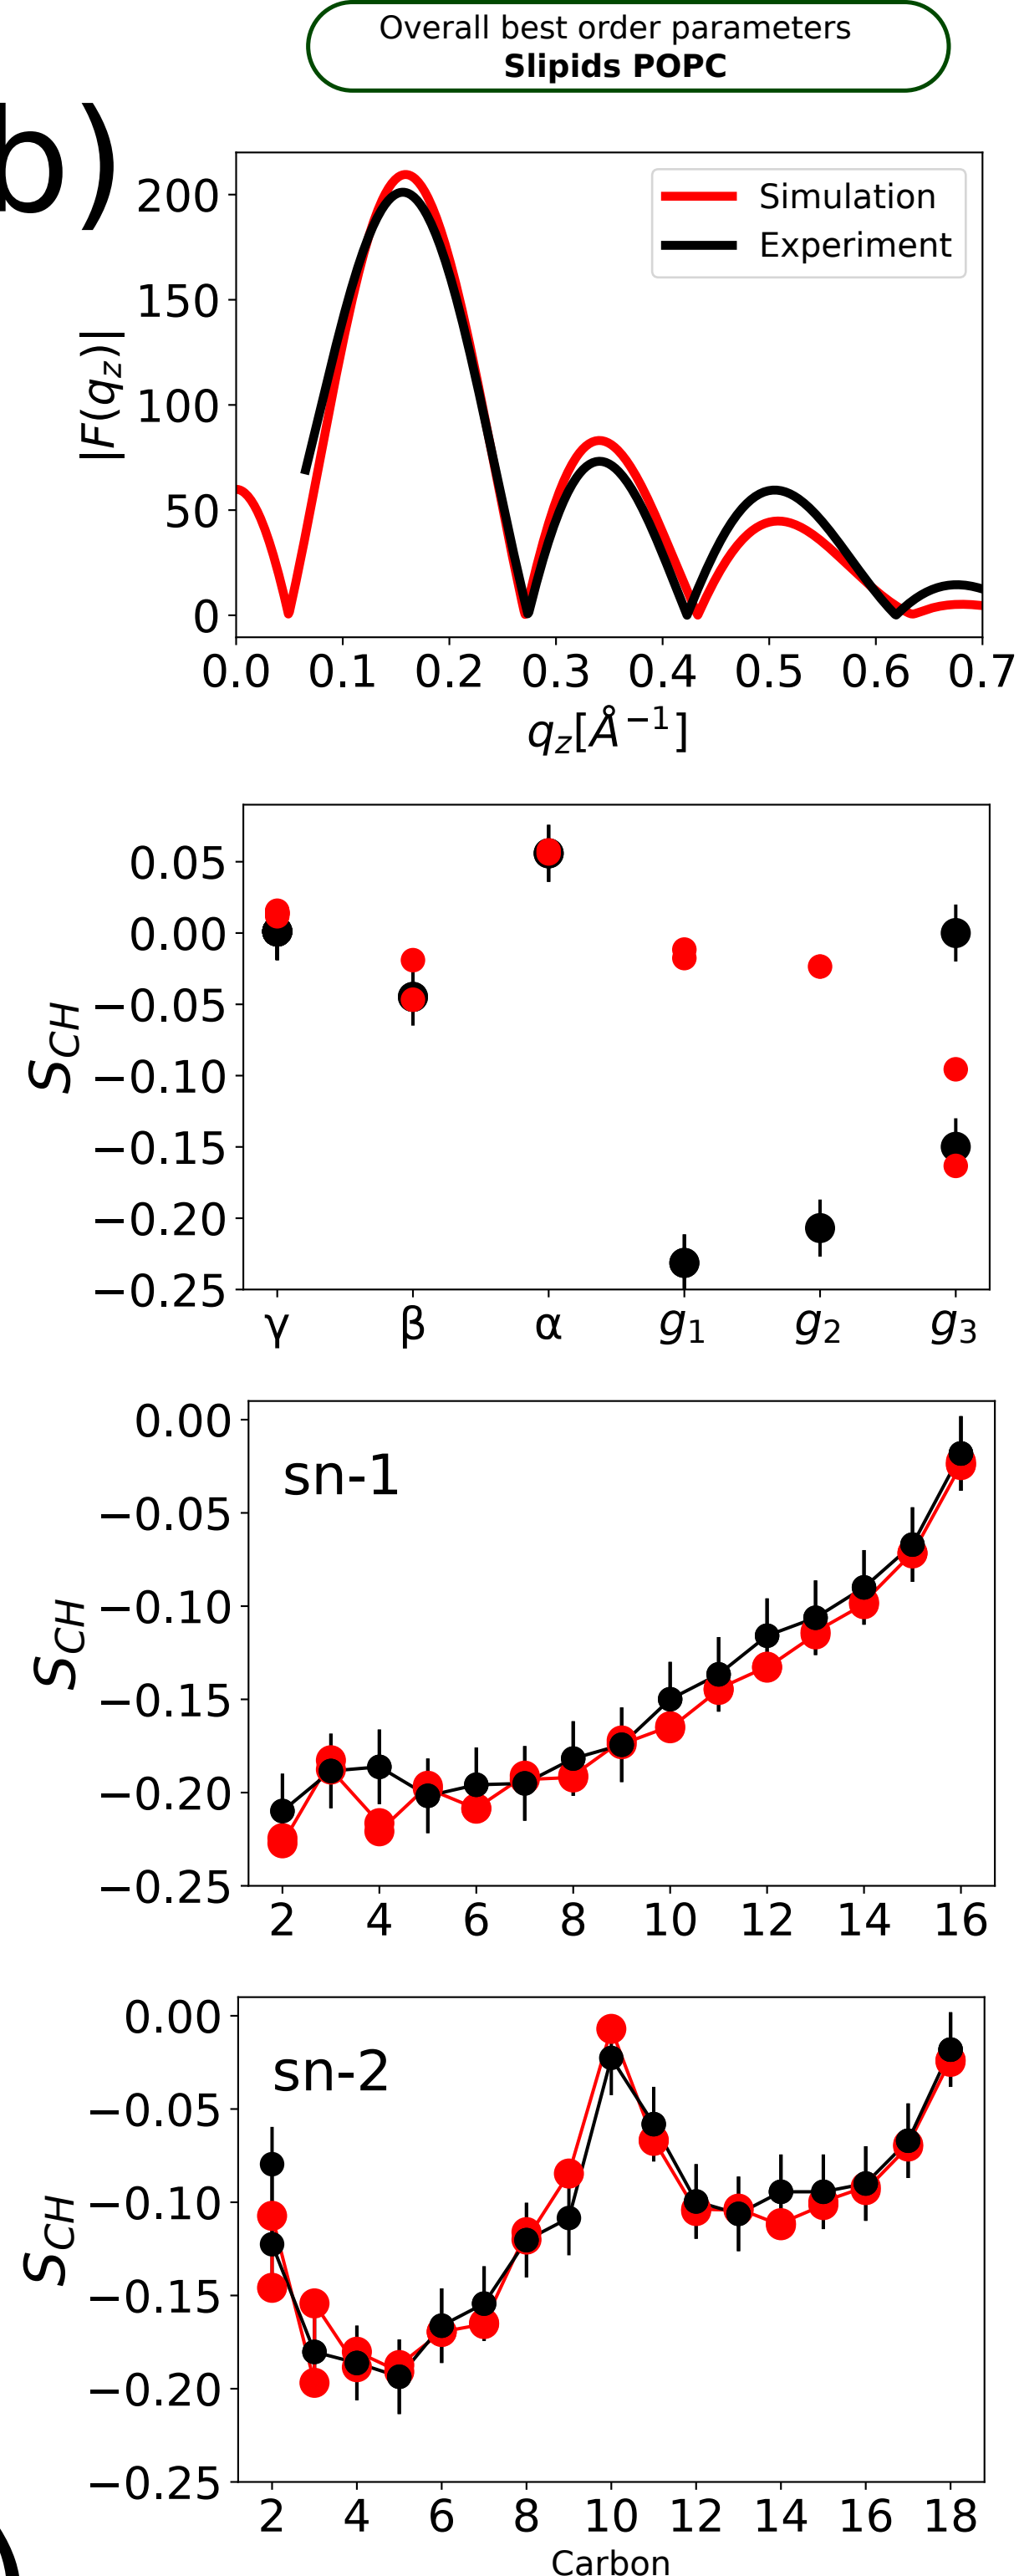 Overall best order parameters
Slipids POPC
b)
|F(q_z)|
200
150
100
50
0
Simulation
Experiment
0.0 0.1 0.2 0.3 0.4 0.5 0.6 0.7
q_z[Å⁻¹]
S_CH
0.05
0.00
−0.05
−0.10
−0.15
−0.20
−0.25
γ β α g₁ g₂ g₃
S_CH
0.00
−0.05
−0.10
−0.15
−0.20
−0.25
sn-1
2 4 6 8 10 12 14 16
S_CH
0.00
−0.05
−0.10
−0.15
−0.20
−0.25
sn-2
2 4 6 8 10 12 14 16 18
Carbon
)